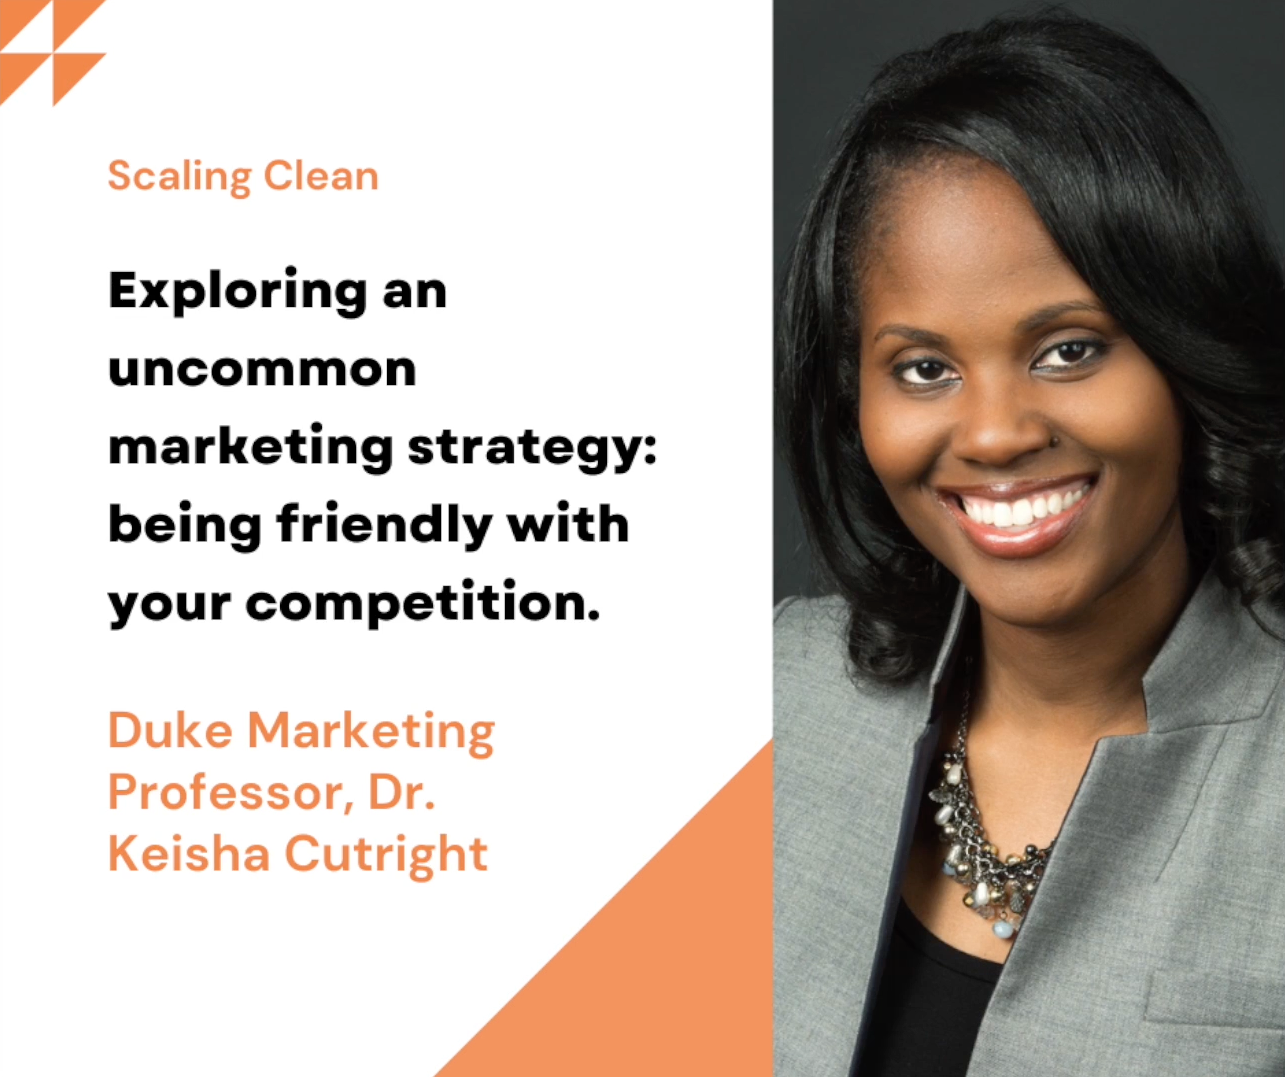 Scaling Clean
Exploring an
uncommon
marketing strategy:
being friendly with
your competition.
Duke Marketing
Professor, Dr.
Keisha Cutright